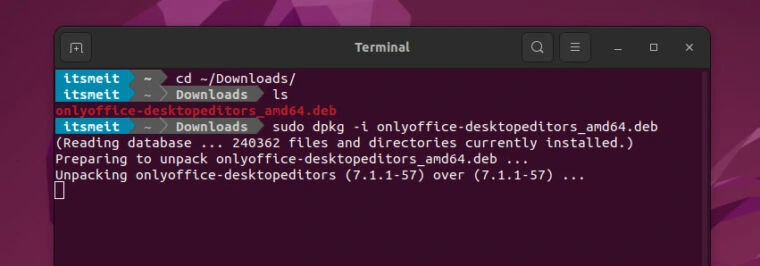 Terminal
itsmeit ~ cd ~/Downloads/
itsmeit ~ Downloads ls
onlyoffice-desktopeditors_amd64.deb
itsmeit ~ Downloads sudo dpkg -i onlyoffice-desktopeditors_amd64.deb
(Reading database ... 240362 files and directories currently installed.)
Preparing to unpack onlyoffice-desktopeditors_amd64.deb ...
Unpacking onlyoffice-desktopeditors (7.1.1-57) over (7.1.1-57) ...